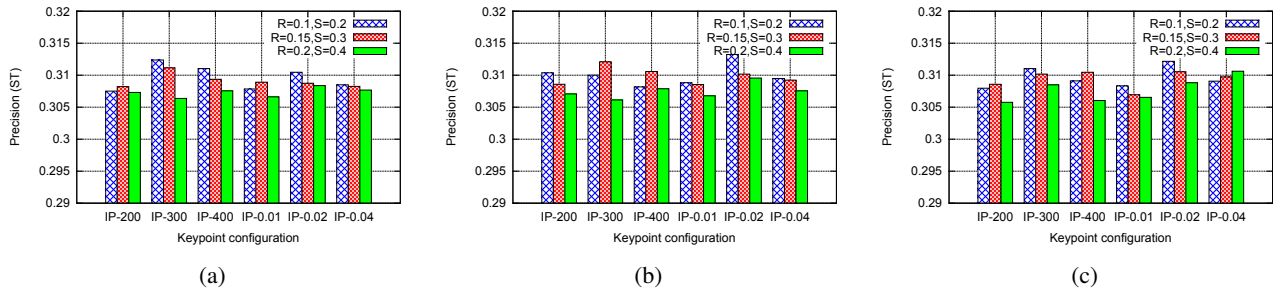 0.32
0.315
0.31
0.305
0.3
0.295
0.29
Precision (ST)
R=0.1,S=0.2
R=0.15,S=0.3
R=0.2,S=0.4
IP-200 IP-300 IP-400 IP-0.01 IP-0.02 IP-0.04
Keypoint configuration
(a)
0.32
0.315
0.31
0.305
0.3
0.295
0.29
Precision (ST)
R=0.1,S=0.2
R=0.15,S=0.3
R=0.2,S=0.4
IP-200 IP-300 IP-400 IP-0.01 IP-0.02 IP-0.04
Keypoint configuration
(b)
0.32
0.315
0.31
0.305
0.3
0.295
0.29
Precision (ST)
R=0.1,S=0.2
R=0.15,S=0.3
R=0.2,S=0.4
IP-200 IP-300 IP-400 IP-0.01 IP-0.02 IP-0.04
Keypoint configuration
(c)